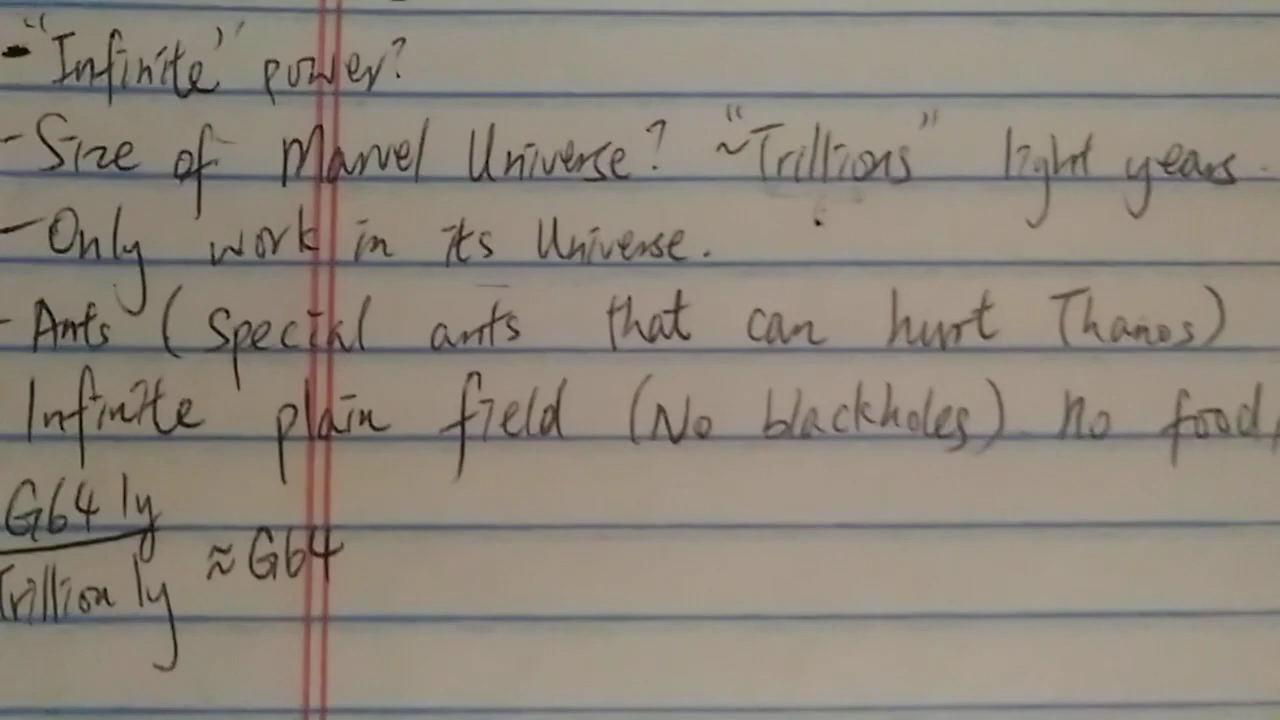 - "Infinite" power?
- Size of Marvel Universe? ~"Trillions" light years.
- Only work in its Universe.
- Ants (Special ants that can hurt Thanos)
Infinite plain field (No blackholes) no food,
G64 ly
Trillion ly
≈ G64